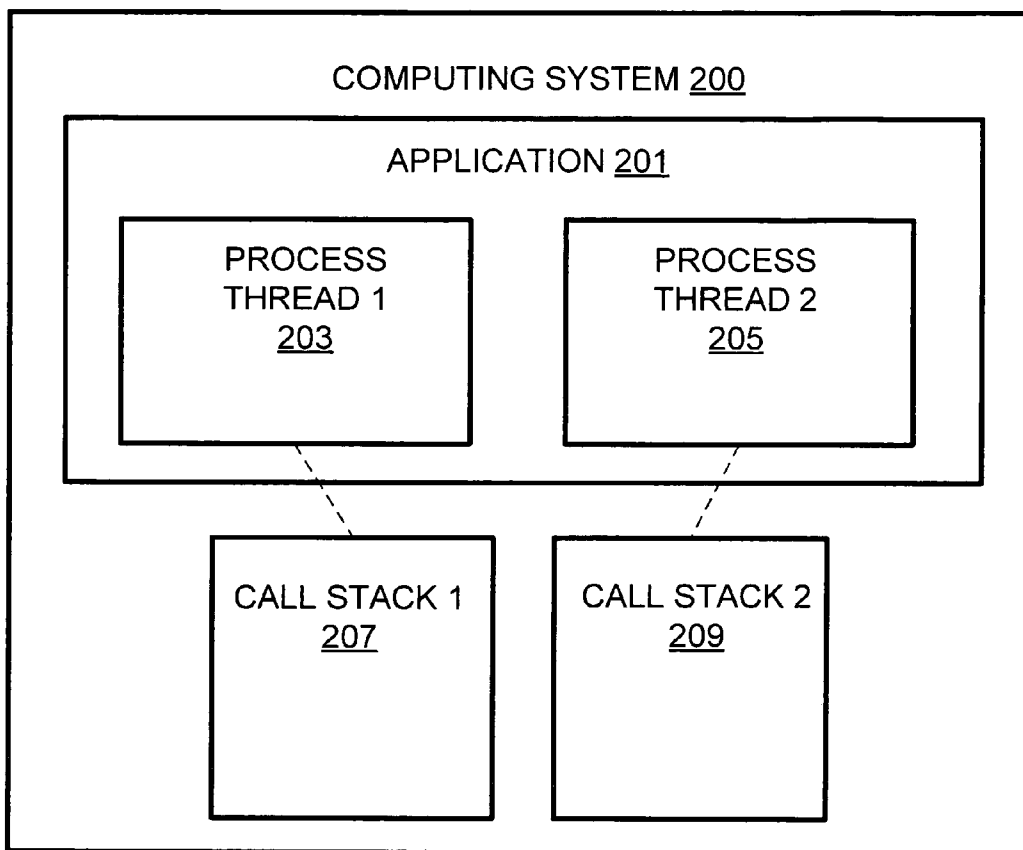 COMPUTING SYSTEM 200
APPLICATION 201
PROCESS
THREAD 1
203
PROCESS
THREAD 2
205
CALL STACK 1
207
CALL STACK 2
209